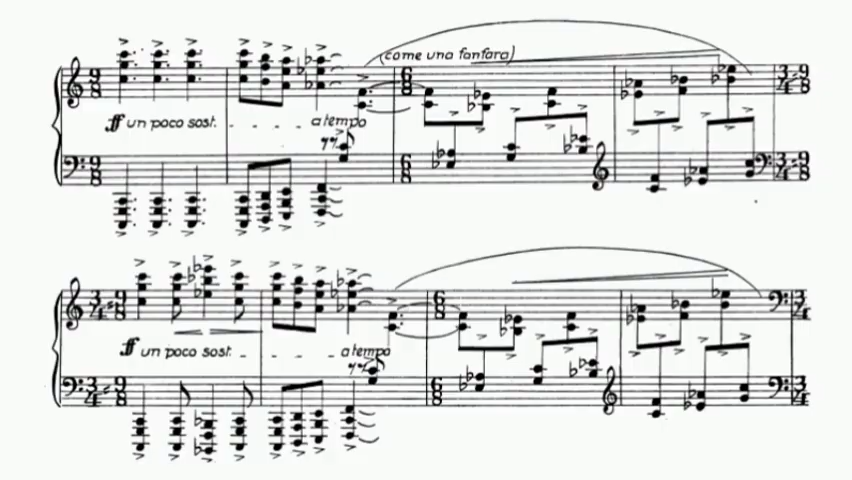 (come una fanfara)
ff un poco sost. - - - - a tempo
ff un poco sost. - - - - - - - a tempo